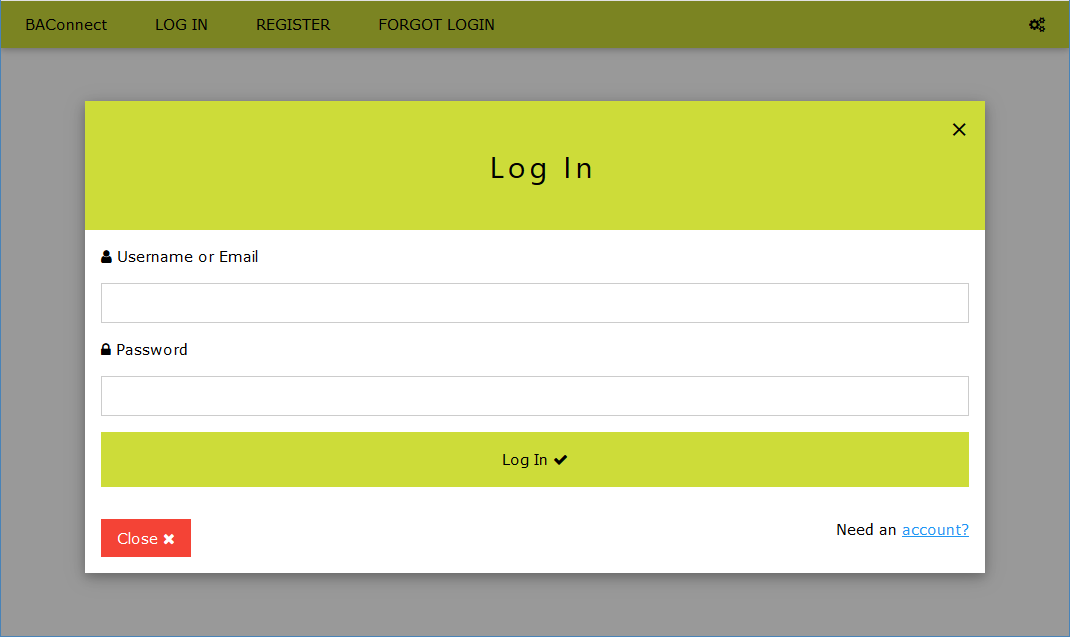 BAConnect LOG IN REGISTER FORGOT LOGIN
Log In
Username or Email
Password
Log In
Close
Need an account?